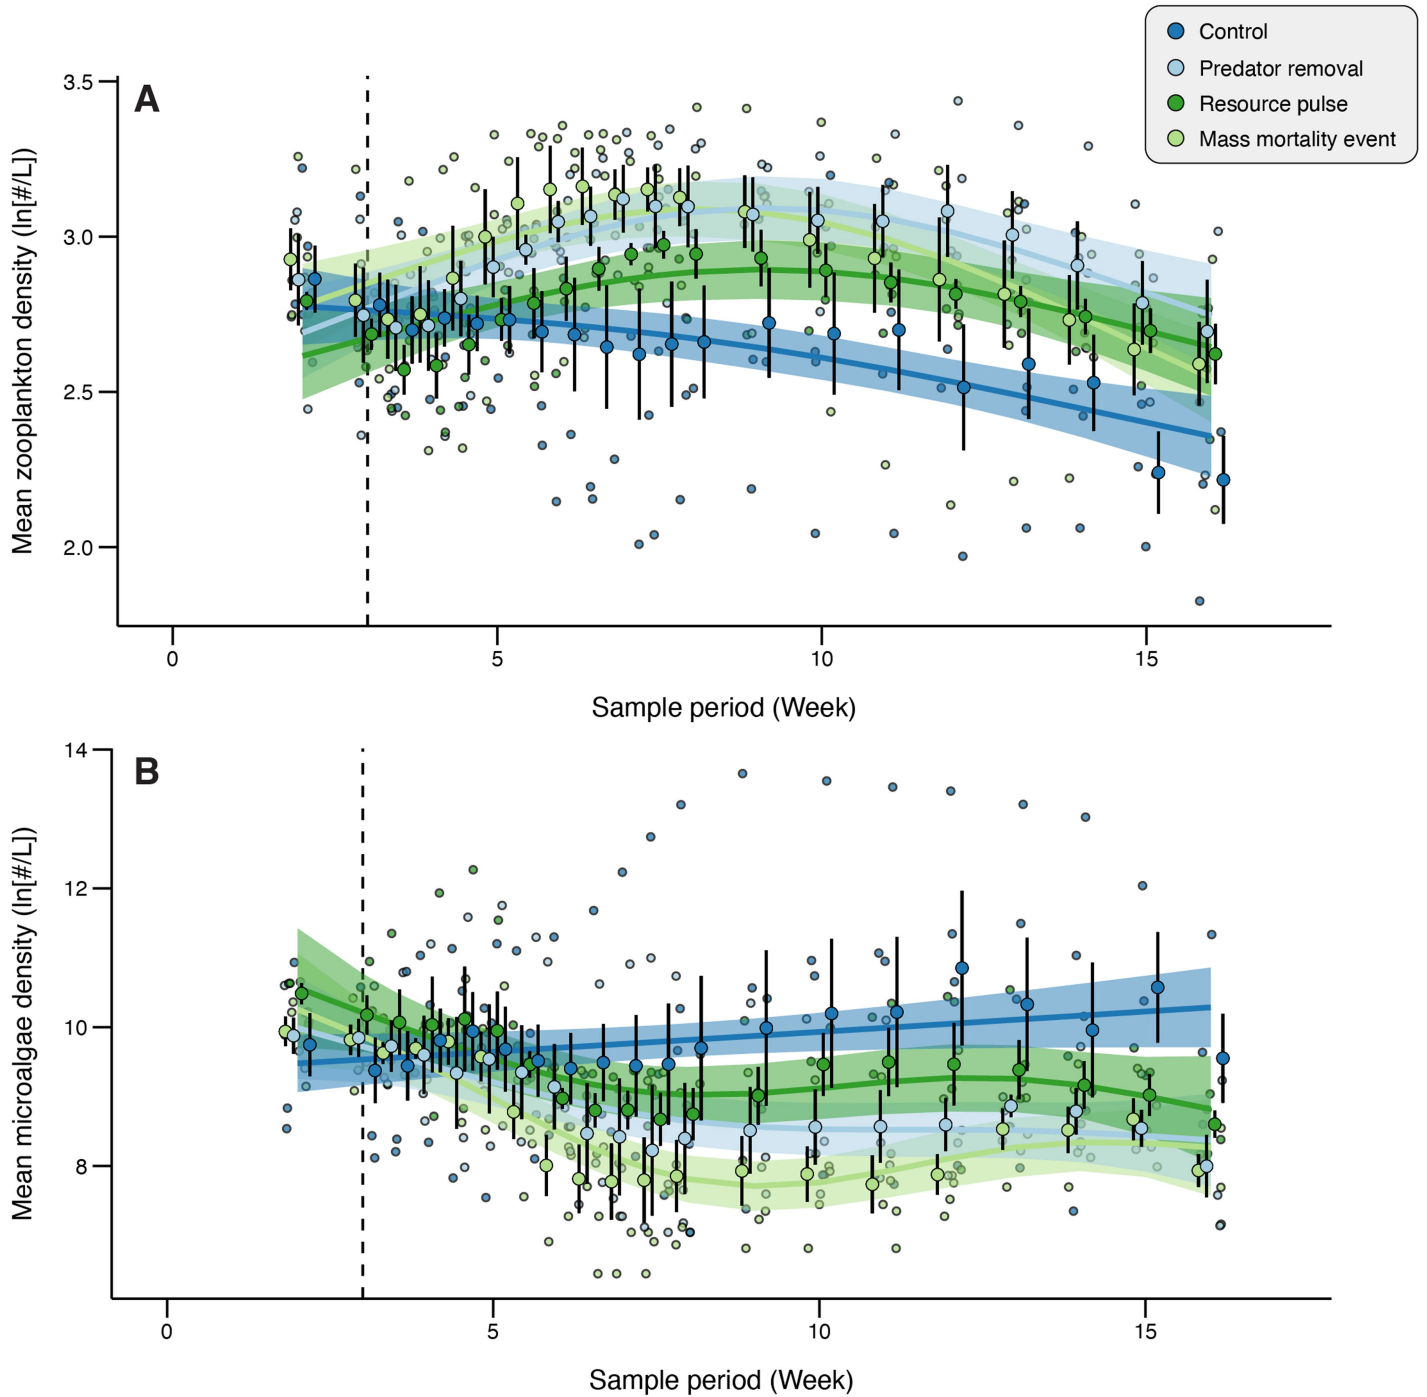 Control
Predator removal
Resource pulse
Mass mortality event
A
3.5
3.0
2.5
2.0
Mean zooplankton density (ln[#/L])
0 5 10 15
Sample period (Week)
B
14
12
10
8
Mean microalgae density (ln[#/L])
0 5 10 15
Sample period (Week)